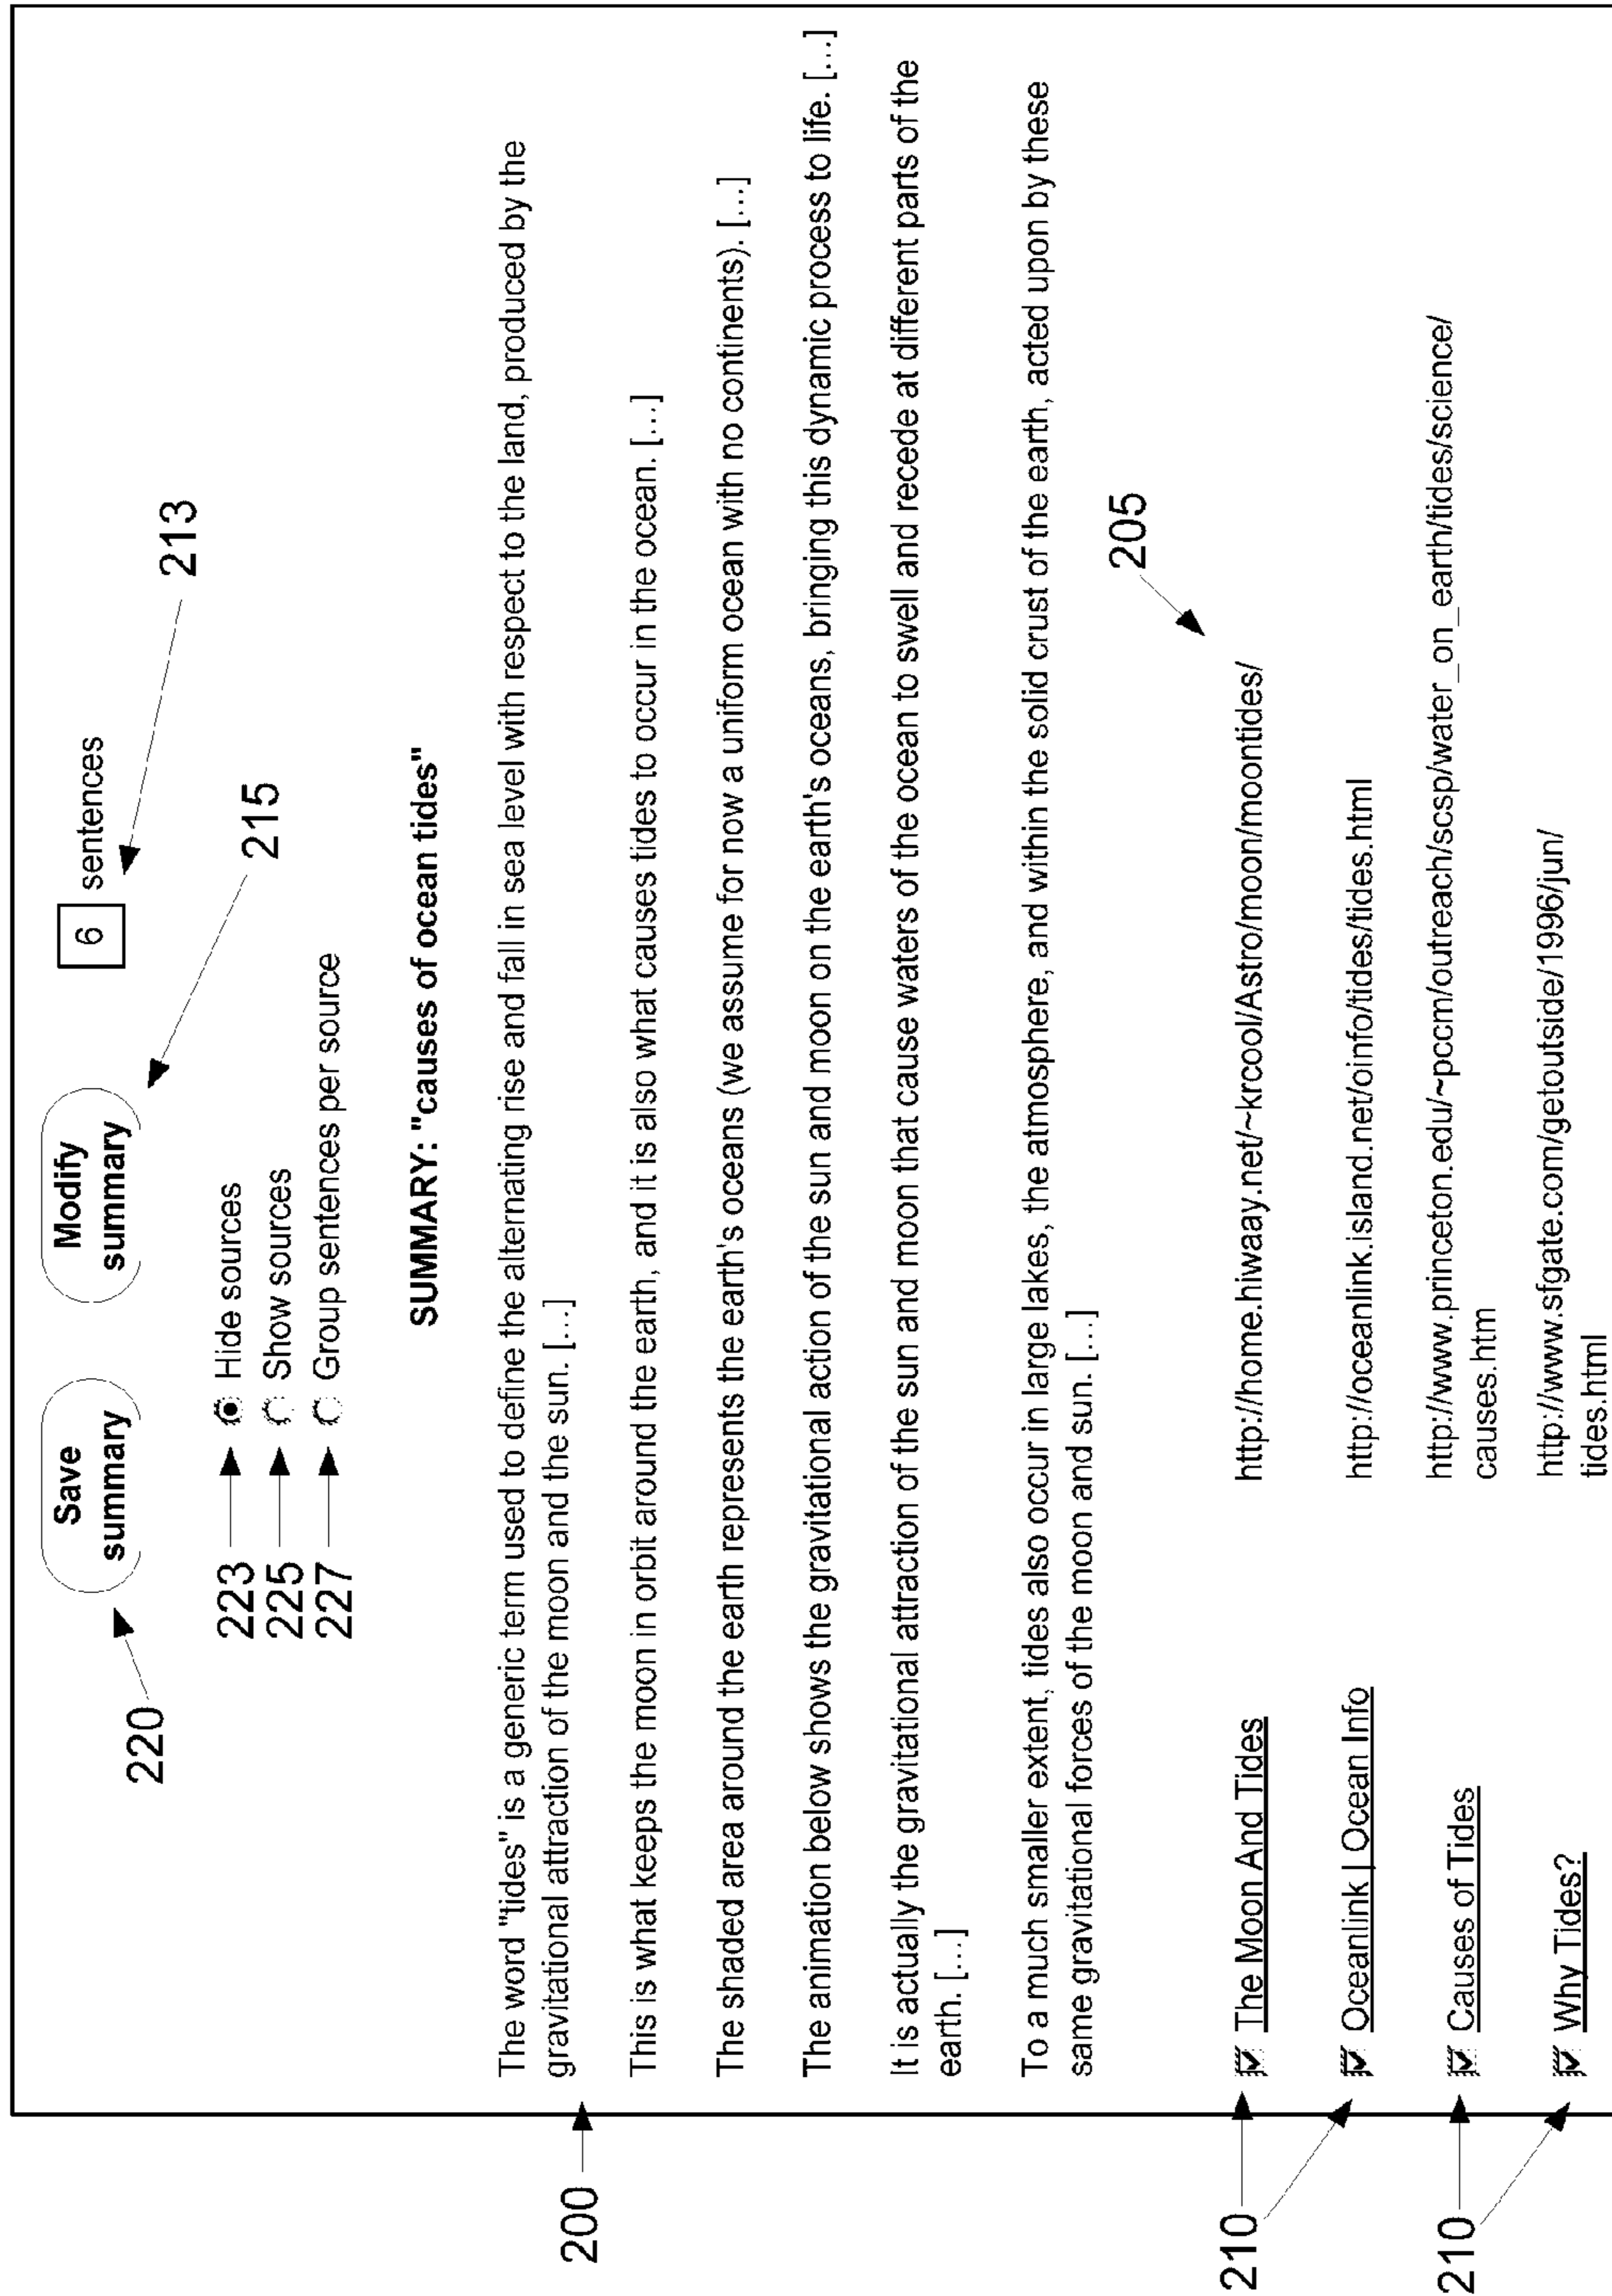 Save
summary
Modify
summary
6 sentences
220
213
223
Hide sources
225
Show sources
215
227
Group sentences per source
SUMMARY: "causes of ocean tides"
200
The word "tides" is a generic term used to define the alternating rise and fall in sea level with respect to the land, produced by the
gravitational attraction of the moon and the sun. [...]
This is what keeps the moon in orbit around the earth, and it is also what causes tides to occur in the ocean. [...]
The shaded area around the earth represents the earth's oceans (we assume for now a uniform ocean with no continents). [...]
The animation below shows the gravitational action of the sun and moon on the earth's oceans, bringing this dynamic process to life. [...]
It is actually the gravitational attraction of the sun and moon that cause waters of the ocean to swell and recede at different parts of the
earth. [...]
To a much smaller extent, tides also occur in large lakes, the atmosphere, and within the solid crust of the earth, acted upon by these
same gravitational forces of the moon and sun. [...]
205
210
The Moon And Tides http://home.hiwaay.net/~krcool/Astro/moon/moontides/
Oceanlink | Ocean Info http://oceanlink.island.net/oinfo/tides/tides.html
210
Causes of Tides http://www.princeton.edu/~pccm/outreach/scsp/water_on_earth/tides/science/
causes.htm
Why Tides? http://www.sfgate.com/getoutside/1996/jun/
tides.html